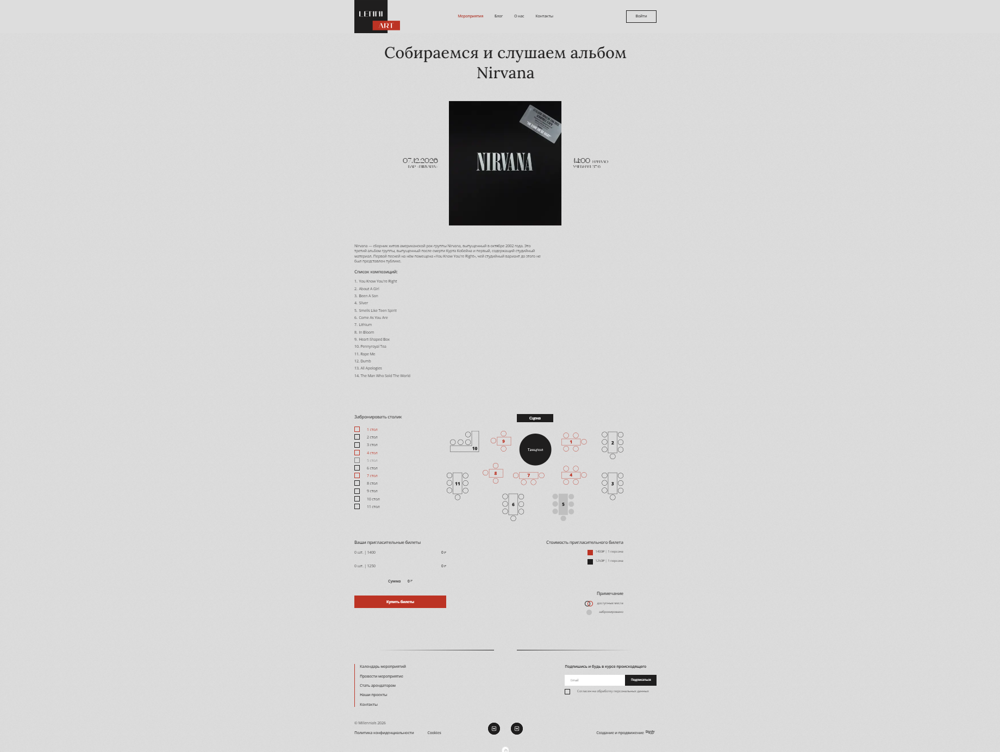 ЦЕППI
ART
Мероприятия Блог О нас Контакты
Войти
Собираемся и слушаем альбом
Nirvana
"YOU KNOW YOU'RE RIGHT"
NIRVANA
07.12.2026
БАР «NIRVANA»
14:00 НАЧАЛО
УЧЕБНАЯ 37/6
Nirvana — сборник хитов американской рок-группы Nirvana, выпущенный в октябре 2002 года. Это
третий альбом группы, выпущенный после смерти Курта Кобейна и первый, содержащий студийный
материал. Первой песней на нём помещена «You Know You're Right», чей студийный вариант до этого не
был представлен публике.
Список композиций:
1. You Know You're Right
2. About A Girl
3. Been A Son
4. Sliver
5. Smells Like Teen Spirit
6. Come As You Are
7. Lithium
8. In Bloom
9. Heart-Shaped Box
10. Pennyroyal Tea
11. Rape Me
12. Dumb
13. All Apologies
14. The Man Who Sold The World
Забронировать столик
1 стол
2 стол
3 стол
4 стол
5 стол
6 стол
7 стол
8 стол
9 стол
10 стол
11 стол
Сцена
Танцпол
10 9 1 2
11 8 7 4 3
6 5
Ваши пригласительные билеты
0 шт. | 1400 0 ₽
0 шт. | 1250 0 ₽
Сумма 0 ₽
Купить билеты
Стоимость пригласительного билета
1400₽ | 1 персона
1250₽ | 1 персона
Примечание
доступные места
забронировано
Календарь мероприятий
Провести мероприятие
Стать арендатором
Наши проекты
Контакты
Подпишись и будь в курсе происходящего
Email Подписаться
Согласен на обработку персональных данных
© Millennials 2026
Политика конфиденциальности Cookies
Создание и продвижение